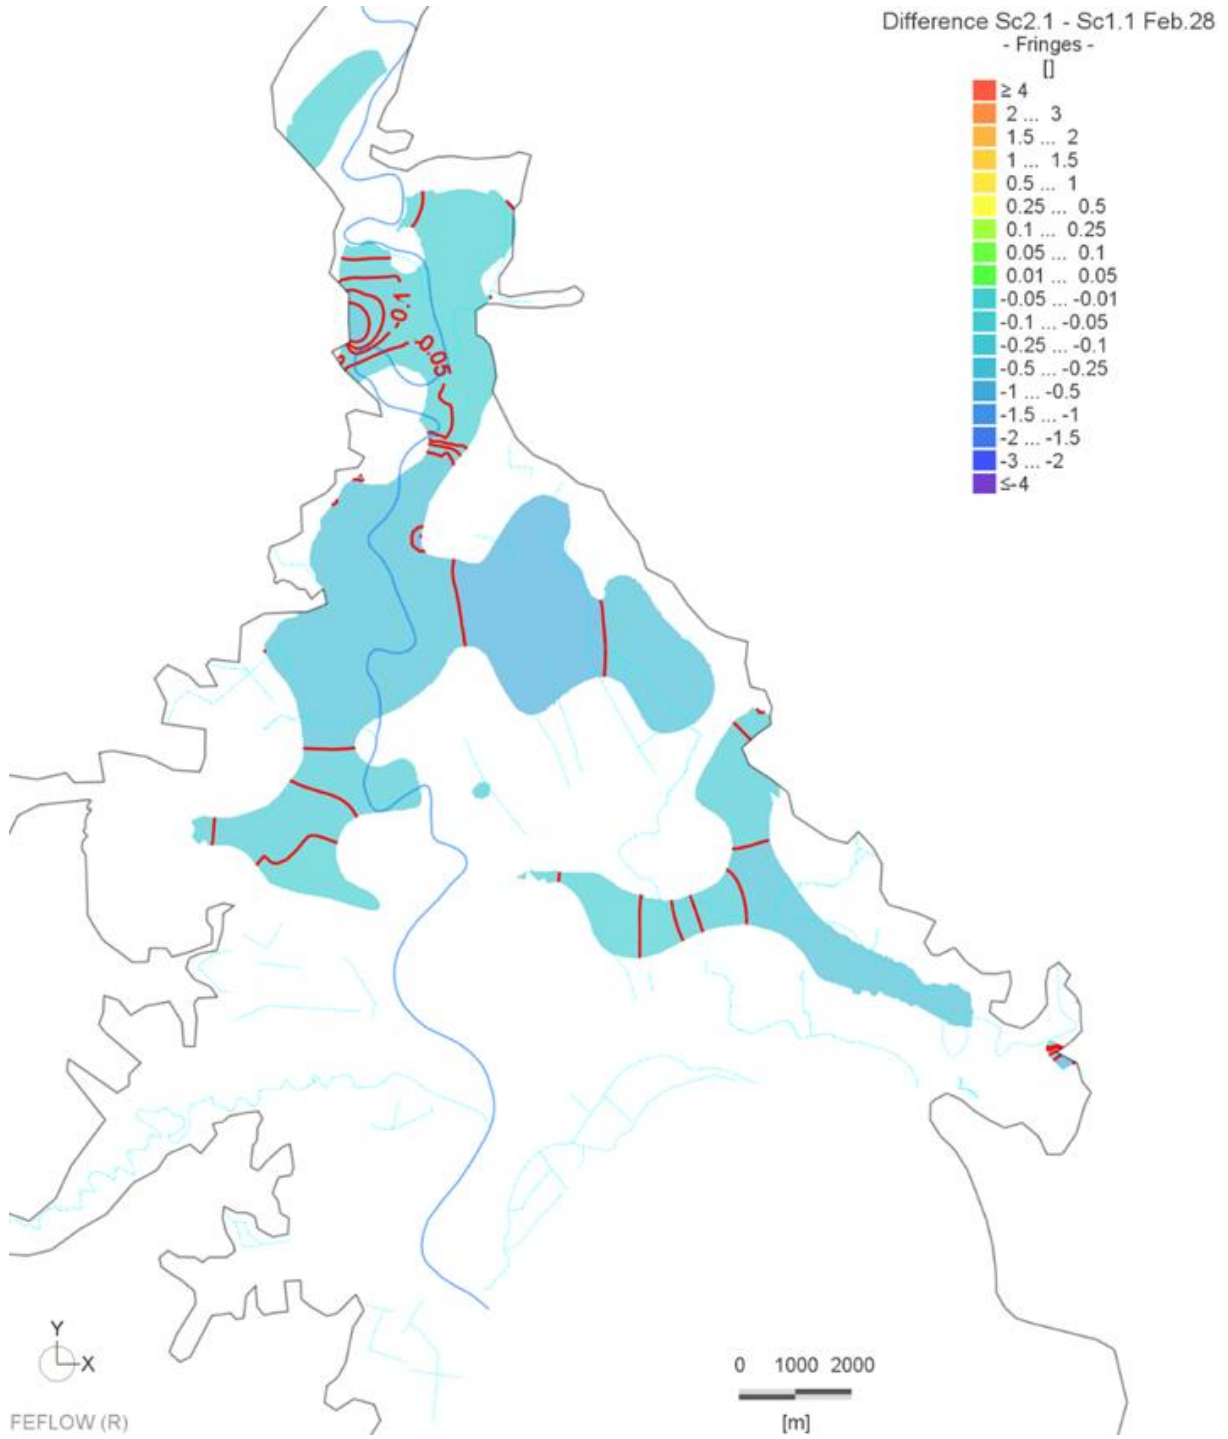 Difference Sc2.1 - Sc1.1 Feb.28
- Fringes -
[]
≥ 4
2 ... 3
1.5 ... 2
1 ... 1.5
0.5 ... 1
0.25 ... 0.5
0.1 ... 0.25
0.05 ... 0.1
0.01 ... 0.05
-0.05 ... -0.01
-0.1 ... -0.05
-0.25 ... -0.1
-0.5 ... -0.25
-1 ... -0.5
-1.5 ... -1
-2 ... -1.5
-3 ... -2
≤-4
-0.1
-0.05
Y
X
0 1000 2000
[m]
FEFLOW (R)